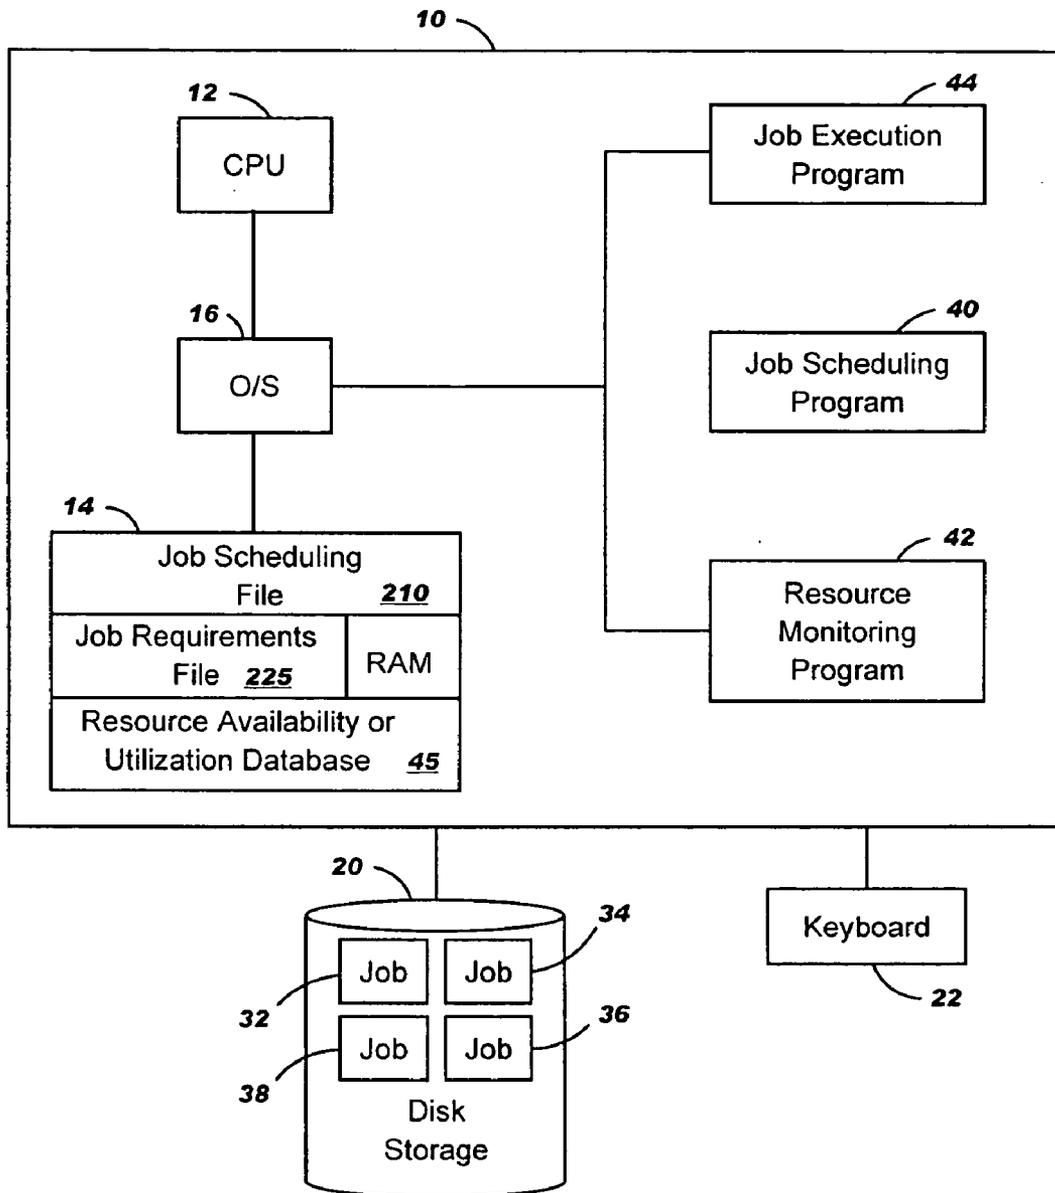 10
12
CPU
44
Job Execution
Program
16
O/S
40
Job Scheduling
Program
14
Job Scheduling
File 210
Job Requirements
File 225
RAM
Resource Availability or
Utilization Database 45
42
Resource
Monitoring
Program
20
Job
Job
34
32
Job
Job
36
38
Disk
Storage
Keyboard
22